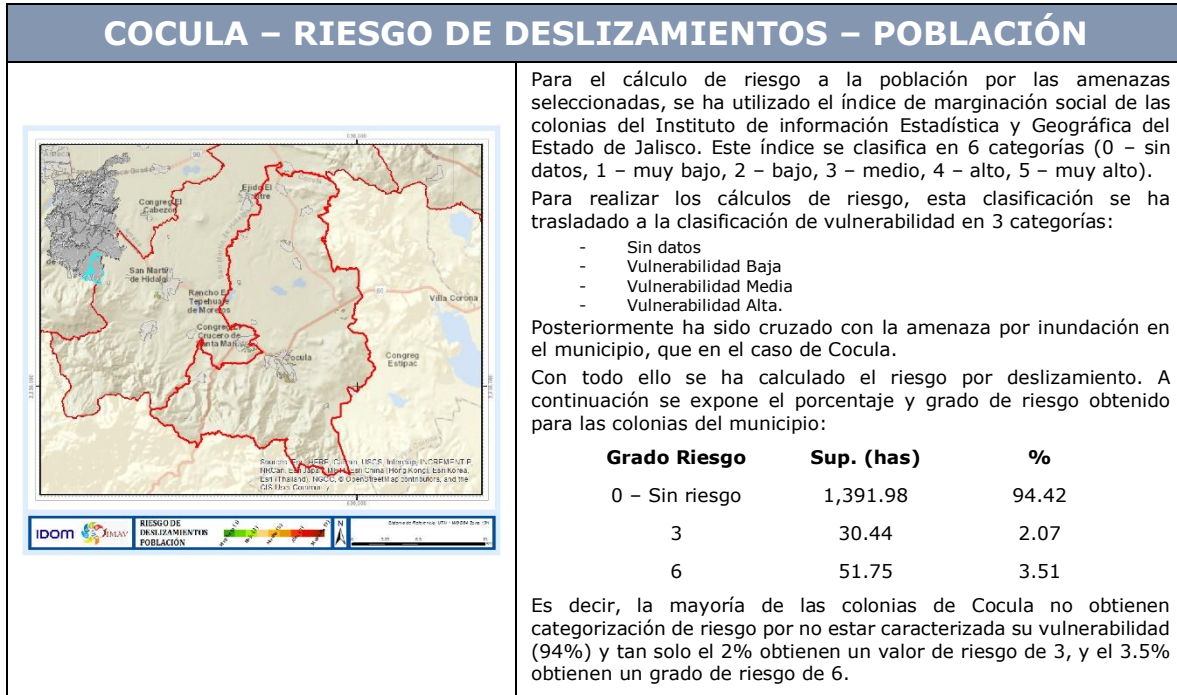 COCULA – RIESGO DE DESLIZAMIENTOS – POBLACIÓN
Para el cálculo de riesgo a la población por las amenazas
seleccionadas, se ha utilizado el índice de marginación social de las
colonias del Instituto de información Estadística y Geográfica del
Estado de Jalisco. Este índice se clasifica en 6 categorías (0 – sin
datos, 1 – muy bajo, 2 – bajo, 3 – medio, 4 – alto, 5 – muy alto).
Para realizar los cálculos de riesgo, esta clasificación se ha
trasladado a la clasificación de vulnerabilidad en 3 categorías:
- Sin datos
- Vulnerabilidad Baja
- Vulnerabilidad Media
- Vulnerabilidad Alta.
Posteriormente ha sido cruzado con la amenaza por inundación en
el municipio, que en el caso de Cocula.
Con todo ello se ha calculado el riesgo por deslizamiento. A
continuación se expone el porcentaje y grado de riesgo obtenido
para las colonias del municipio:
Grado Riesgo Sup. (has) %
0 – Sin riesgo 1,391.98 94.42
3 30.44 2.07
6 51.75 3.51
Es decir, la mayoría de las colonias de Cocula no obtienen
categorización de riesgo por no estar caracterizada su vulnerabilidad
(94%) y tan solo el 2% obtienen un valor de riesgo de 3, y el 3.5%
obtienen un grado de riesgo de 6.
Ejido El
Congreg El
Cabezon
San Martin
de Hidalgo
Rancho El
Tepehuaje
de Morelos
Villa Corona
Crucero de
Cocula
Congreg
Estipac
GIS User Community
IDOM
SIMAV
RIESGO DE
DESLIZAMIENTOS
POBLACIÓN
N